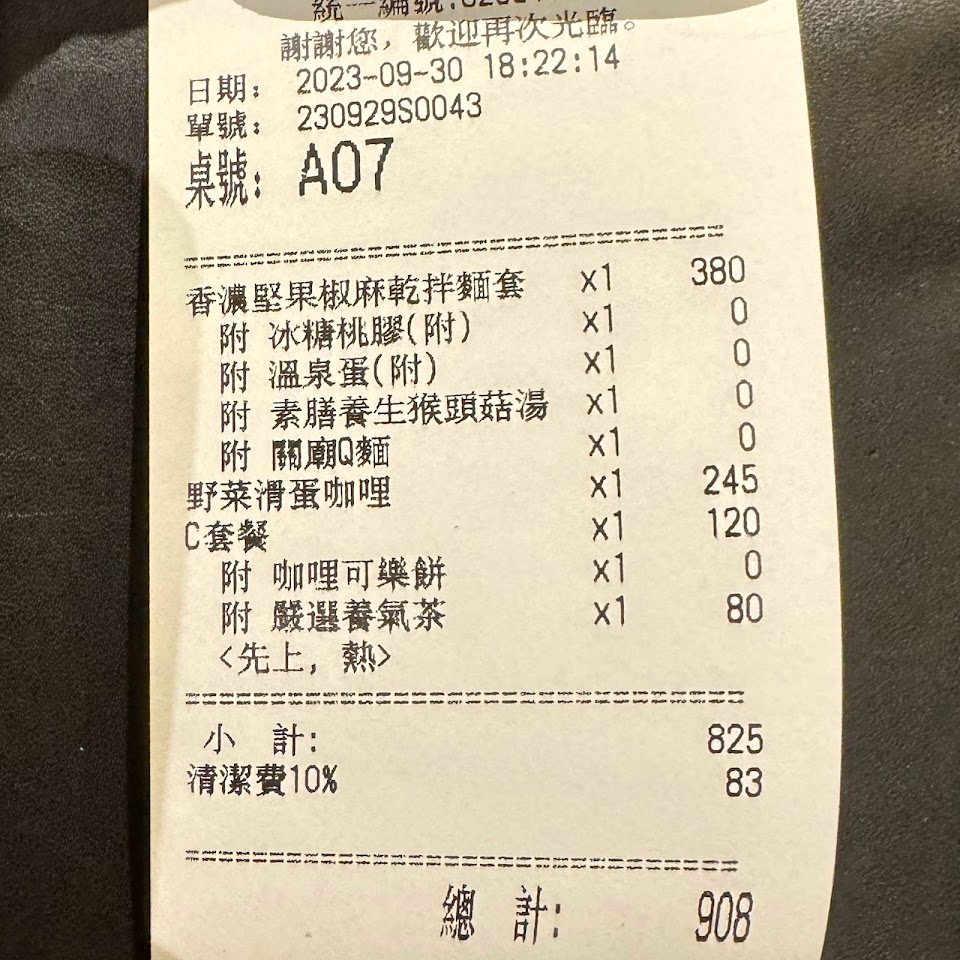 統一編號:
謝謝您, 歡迎再次光臨。
日期: 2023-09-30 18:22:14
單號: 230929S0043
桌號: A07
香濃堅果椒麻乾拌麵套 x1 380
附 冰糖桃膠(附) x1 0
附 溫泉蛋(附) x1 0
附 素膳養生猴頭菇湯 x1 0
附 關廟Q麵 x1 0
野菜滑蛋咖哩 x1 245
C套餐 x1 120
附 咖哩可樂餅 x1 0
附 嚴選養氣茶 x1 80
<先上, 熱>
小 計: 825
清潔費10% 83
總 計: 908